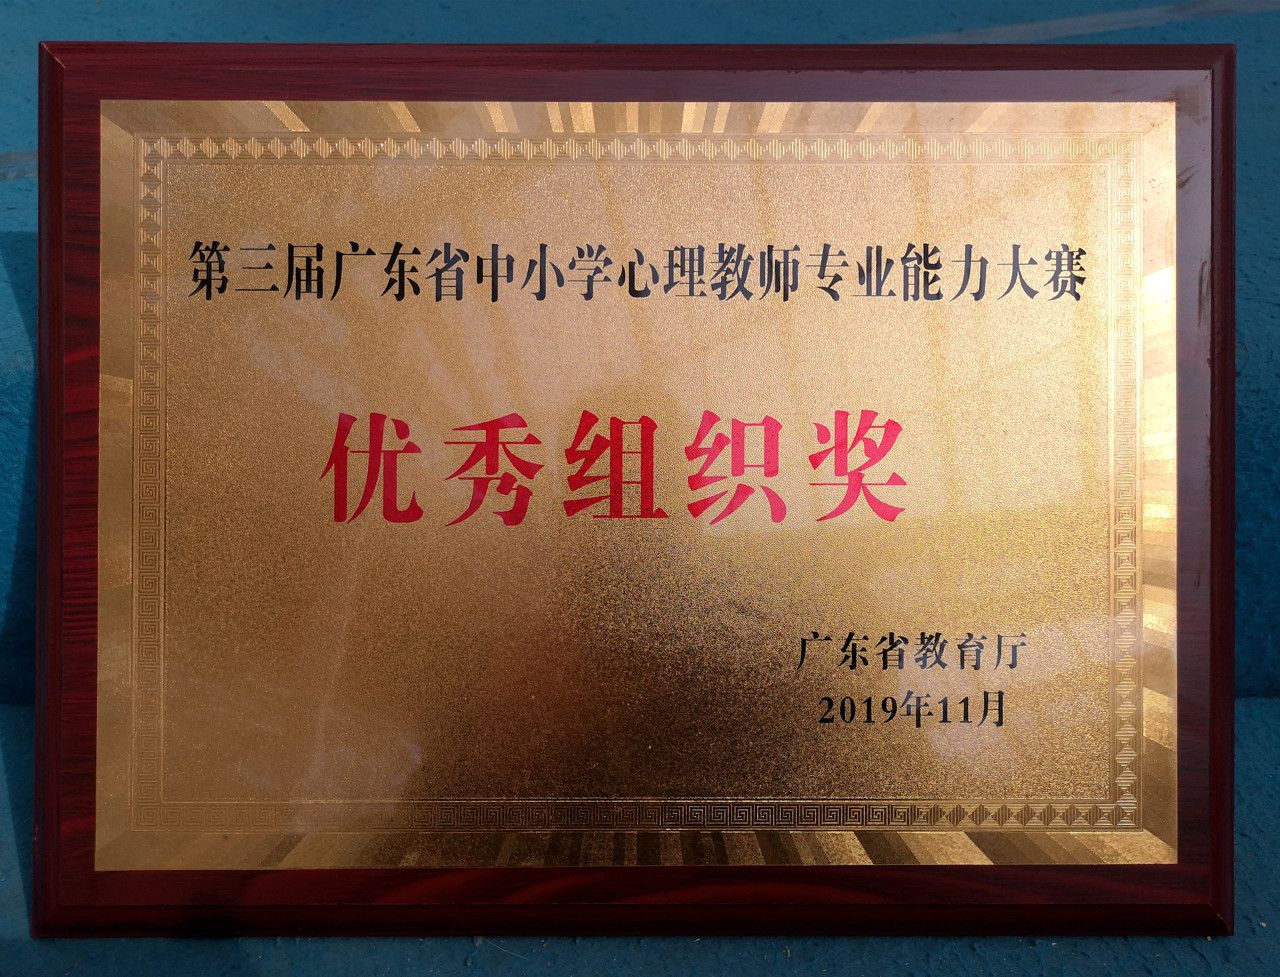 第三届广东省中小学心理教师专业能力大赛
优秀组织奖
广东省教育厅
2019年11月